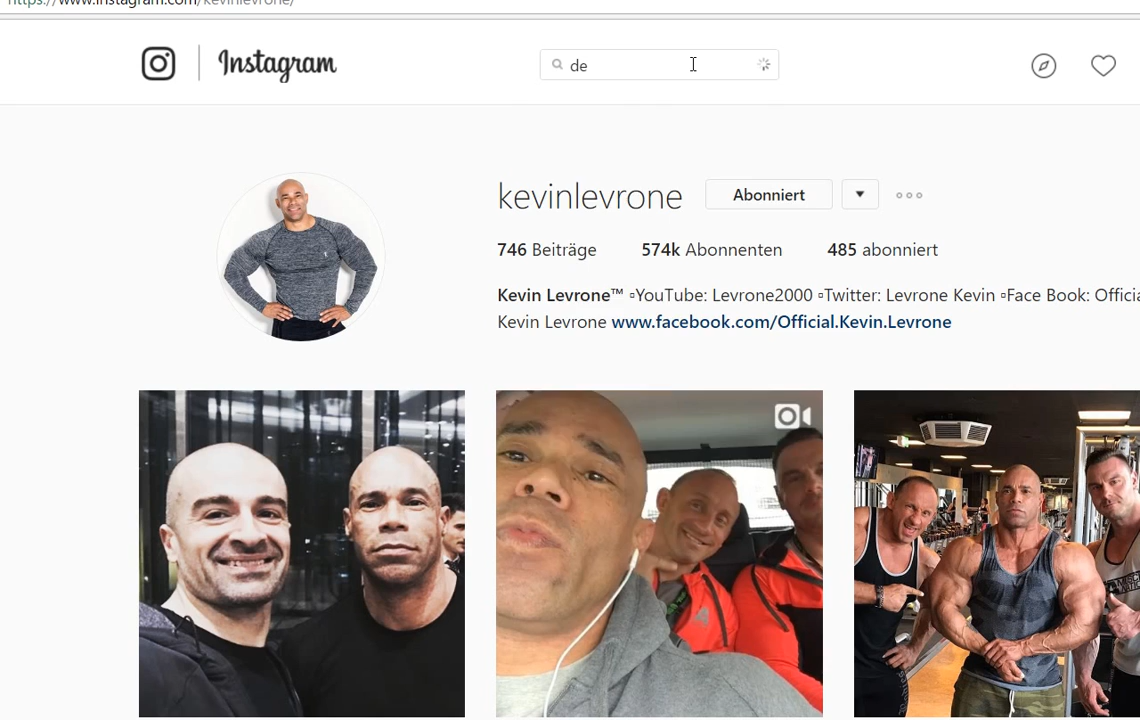 https://www.instagram.com/kevinlevrone/
Instagram
de
kevinlevrone Abonniert
746 Beiträge 574k Abonnenten 485 abonniert
Kevin Levrone™ ▫YouTube: Levrone2000 ▫Twitter: Levrone Kevin ▫Face Book: Officia
Kevin Levrone www.facebook.com/Official.Kevin.Levrone